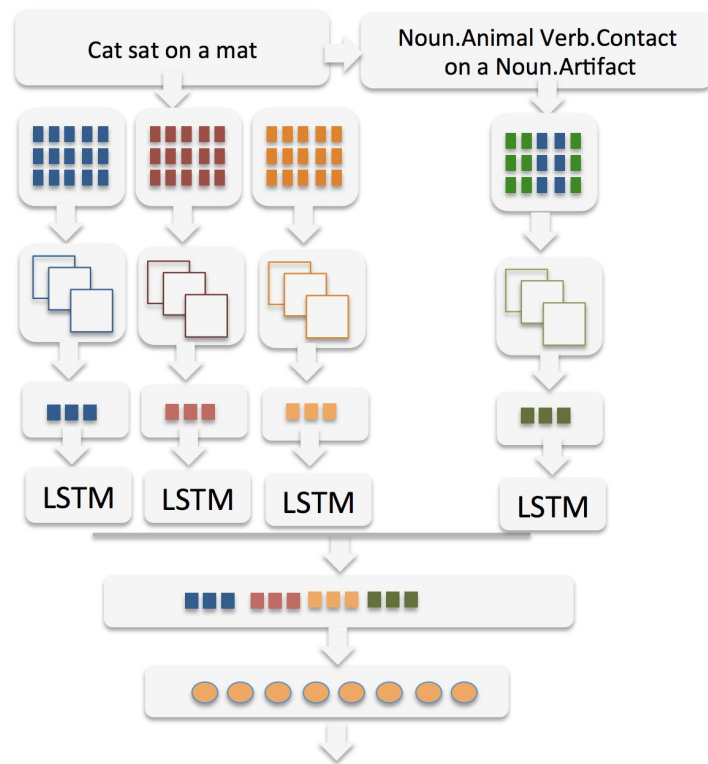 Cat sat on a mat
Noun.Animal Verb.Contact
on a Noun.Artifact
LSTM
LSTM
LSTM
LSTM